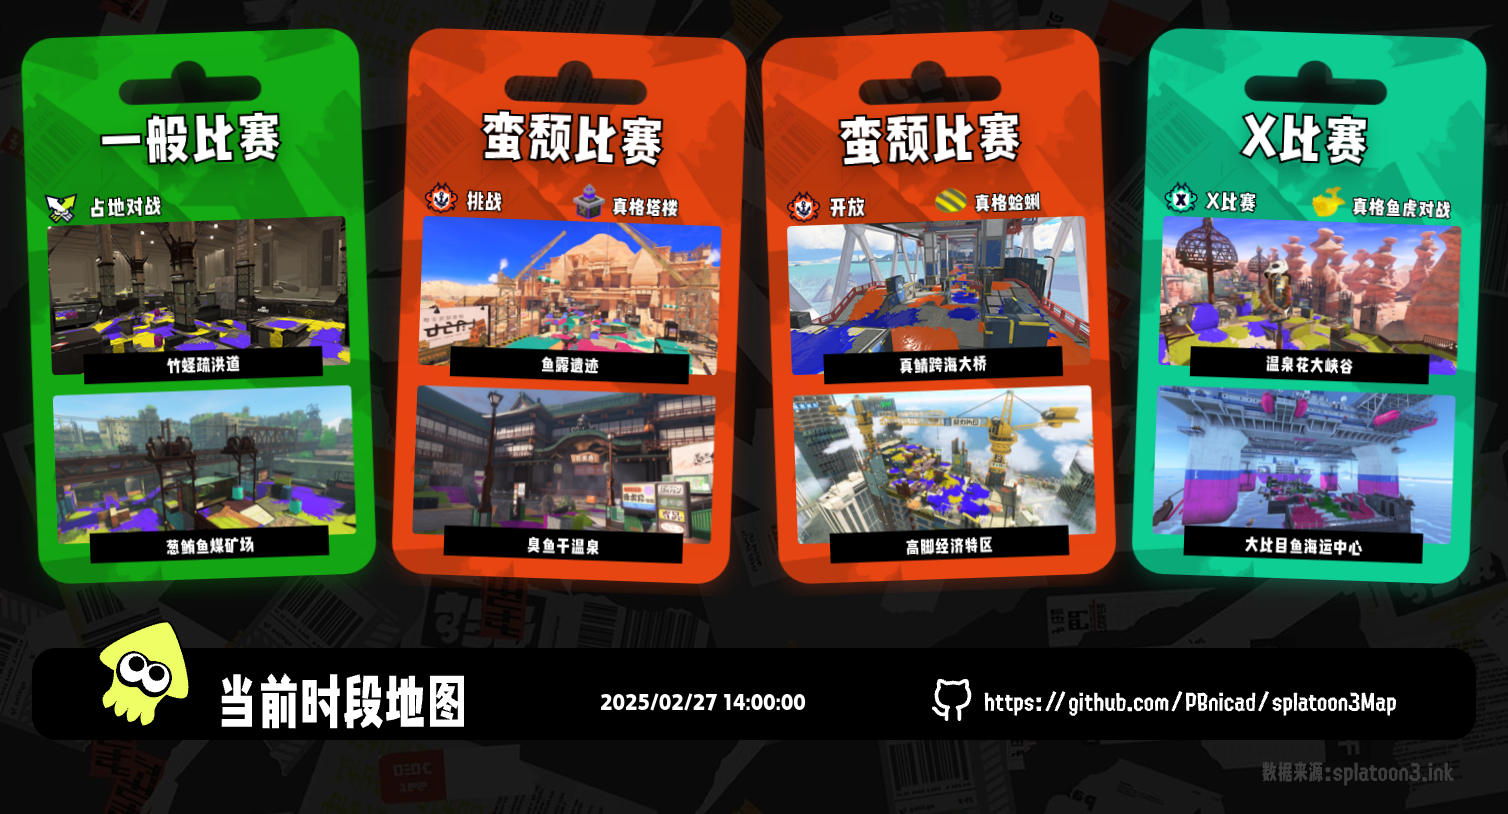 一般比赛
占地对战
竹蛏疏洪道
葱鲔鱼煤矿场
蛮颓比赛
挑战
真格塔楼
鱼露遗迹
臭鱼干温泉
蛮颓比赛
开放
真格蛤蜊
真鲷跨海大桥
高脚经济特区
X比赛
X比赛
真格鱼虎对战
温泉花大峡谷
大比目鱼海运中心
当前时段地图
2025/02/27 14:00:00
https://github.com/PBnicad/splatoon3Map
数据来源:splatoon3.ink